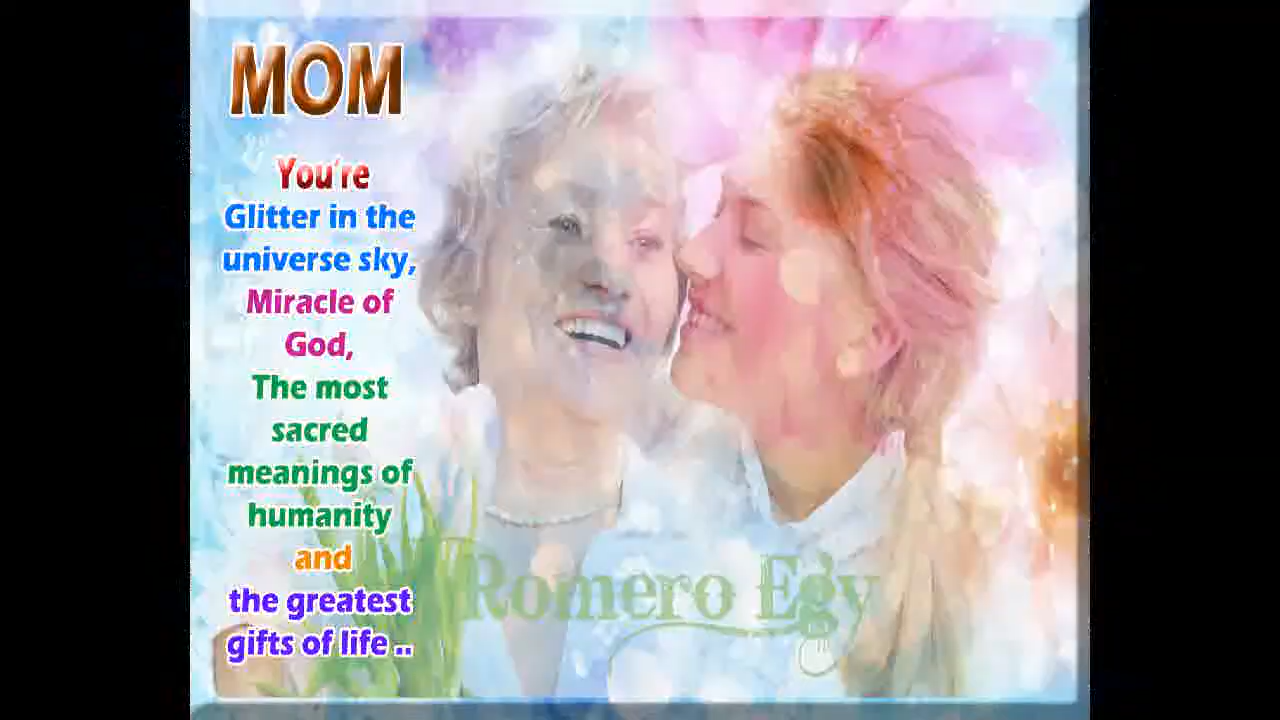 MOM
You're
Glitter in the
universe sky,
Miracle of
God,
The most
sacred
meanings of
humanity
and
the greatest
gifts of life ..
Romero Egy